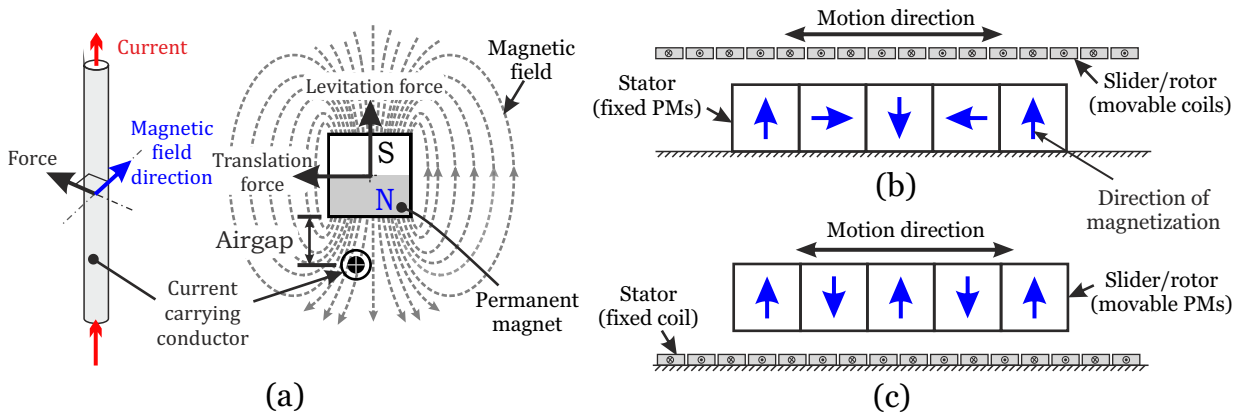 Current
Force
Magnetic
field
direction
Current
carrying
conductor
Magnetic
field
Levitation force
Translation
force
S
N
Airgap
Permanent
magnet
(a)
Motion direction
Stator
(fixed PMs)
Slider/rotor
(movable coils)
Direction of
magnetization
(b)
Motion direction
Stator
(fixed coil)
Slider/rotor
(movable PMs)
(c)